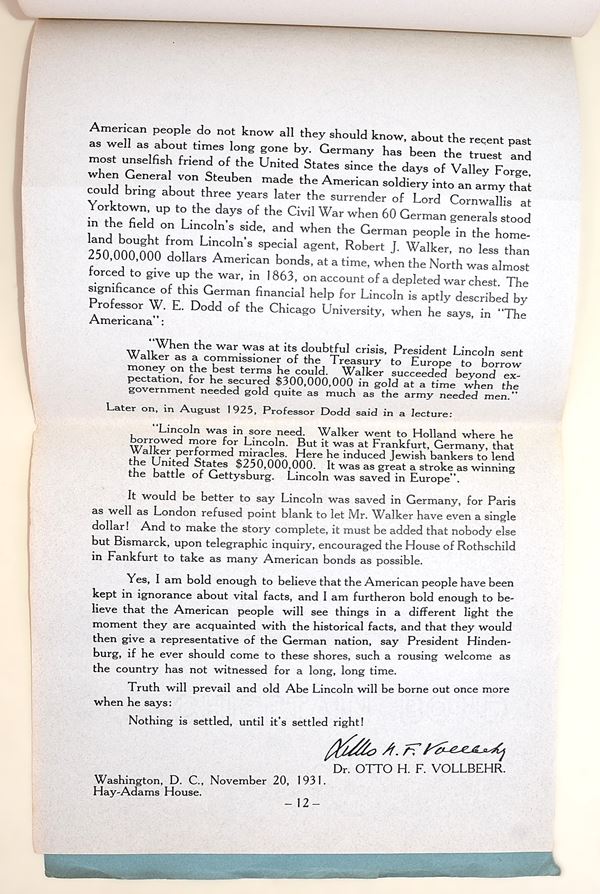 American people do not know all they should know, about the recent past
as well as about times long gone by. Germany has been the truest and
most unselfish friend of the United States since the days of Valley Forge,
when General von Steuben made the American soldiery into an army that
could bring about three years later the surrender of Lord Cornwallis at
Yorktown, up to the days of the Civil War when 60 German generals stood
in the field on Lincoln's side, and when the German people in the home-
land bought from Lincoln's special agent, Robert J. Walker, no less than
250,000,000 dollars American bonds, at a time, when the North was almost
forced to give up the war, in 1863, on account of a depleted war chest. The
significance of this German financial help for Lincoln is aptly described by
Professor W. E. Dodd of the Chicago University, when he says, in "The
Americana":
"When the war was at its doubtful crisis, President Lincoln sent
Walker as a commissioner of the Treasury to Europe to borrow
money on the best terms he could. Walker succeeded beyond ex-
pectation, for he secured $300,000,000 in gold at a time when the
government needed gold quite as much as the army needed men."
Later on, in August 1925, Professor Dodd said in a lecture:
"Lincoln was in sore need. Walker went to Holland where he
borrowed more for Lincoln. But it was at Frankfurt, Germany, that
Walker performed miracles. Here he induced Jewish bankers to lend
the United States $250,000,000. It was as great a stroke as winning
the battle of Gettysburg. Lincoln was saved in Europe".
It would be better to say Lincoln was saved in Germany, for Paris
as well as London refused point blank to let Mr. Walker have even a single
dollar! And to make the story complete, it must be added that nobody else
but Bismarck, upon telegraphic inquiry, encouraged the House of Rothschild
in Fankfurt to take as many American bonds as possible.
Yes, I am bold enough to believe that the American people have been
kept in ignorance about vital facts, and I am furtheron bold enough to be-
lieve that the American people will see things in a different light the
moment they are acquainted with the historical facts, and that they would
then give a representative of the German nation, say President Hinden-
burg, if he ever should come to these shores, such a rousing welcome as
the country has not witnessed for a long, long time.
Truth will prevail and old Abe Lincoln will be borne out once more
when he says:
Nothing is settled, until it's settled right!
Otto H. F. Vollbehr
Dr. OTTO H. F. VOLLBEHR.
Washington, D. C., November 20, 1931.
Hay-Adams House.
– 12 –